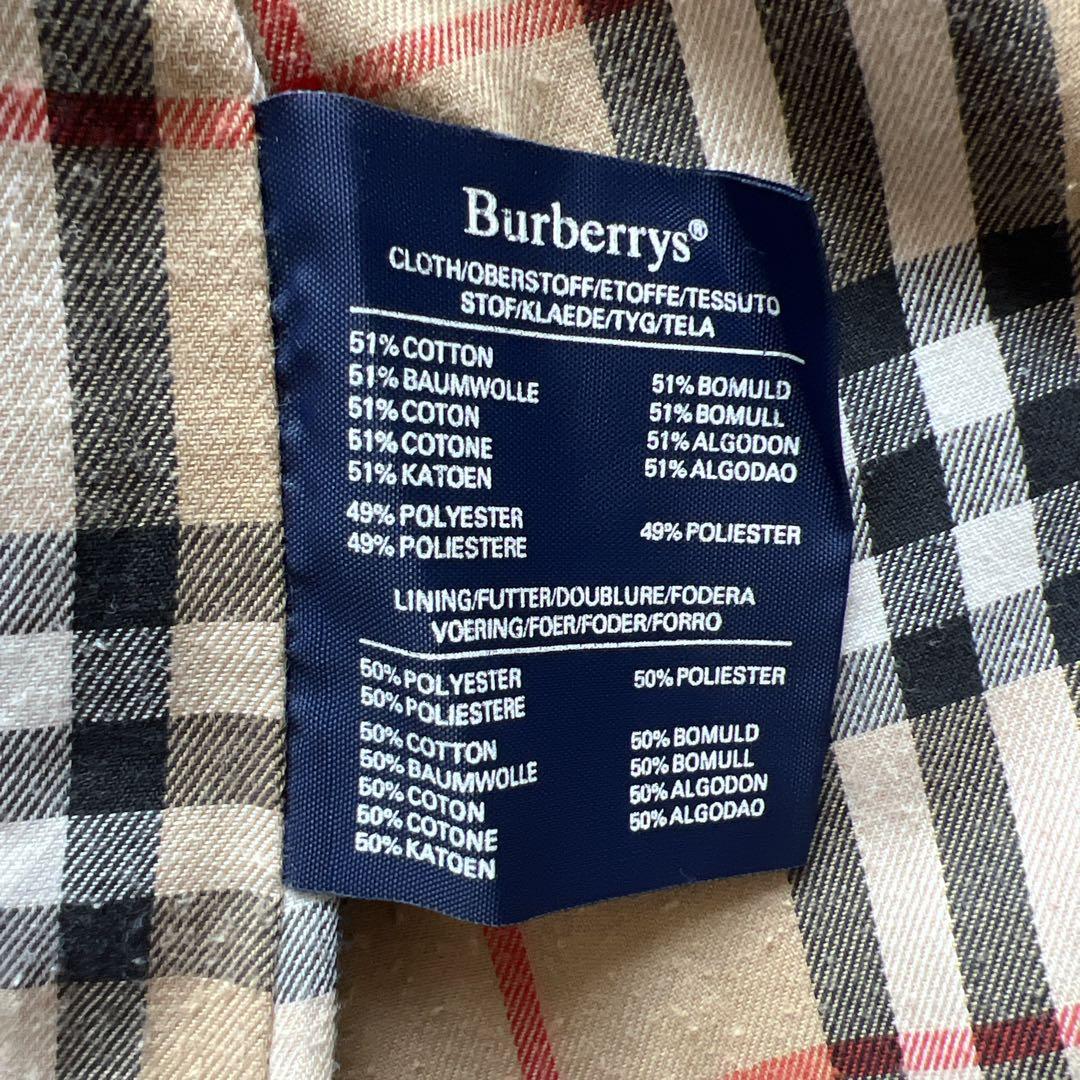 Burberrys®
CLOTH/OBERSTOFF/ETOFFE/TESSUTO
STOF/KLAEDE/TYG/TELA
51% COTTON
51% BAUMWOLLE
51% COTON
51% COTONE
51% KATOEN
51% BOMULD
51% BOMULL
51% ALGODON
51% ALGODAO
49% POLYESTER
49% POLIESTERE
49% POLIESTER
LINING/FUTTER/DOUBLURE/FODERA
VOERING/FOER/FODER/FORRO
50% POLYESTER
50% POLIESTERE
50% POLIESTER
50% COTTON
50% BAUMWOLLE
50% COTON
50% COTONE
50% KATOEN
50% BOMULD
50% BOMULL
50% ALGODON
50% ALGODAO